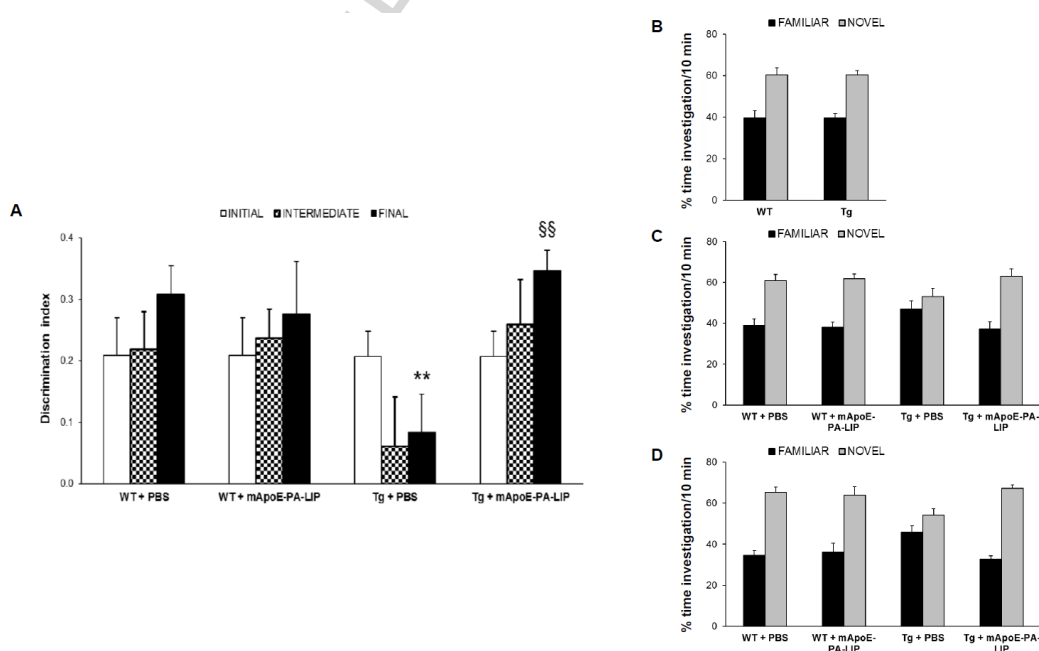 A
□INITIAL ▩INTERMEDIATE ■FINAL
Discrimination index
0.4
0.3
0.2
0.1
0.0
**
§§
WT + PBS
WT + mApoE-PA-LIP
Tg + PBS
Tg + mApoE-PA-LIP
B
■FAMILIAR ■NOVEL
% time investigation/10 min
80
60
40
20
0
WT
Tg
C
■FAMILIAR ■NOVEL
% time investigation/10 min
80
60
40
20
0
WT + PBS
WT + mApoE-
PA-LIP
Tg + PBS
Tg + mApoE-PA-
LIP
D
■FAMILIAR ■NOVEL
% time investigation/10 min
80
60
40
20
0
WT + PBS
WT + mApoE-
PA-LIP
Tg + PBS
Tg + mApoE-PA-
LIP